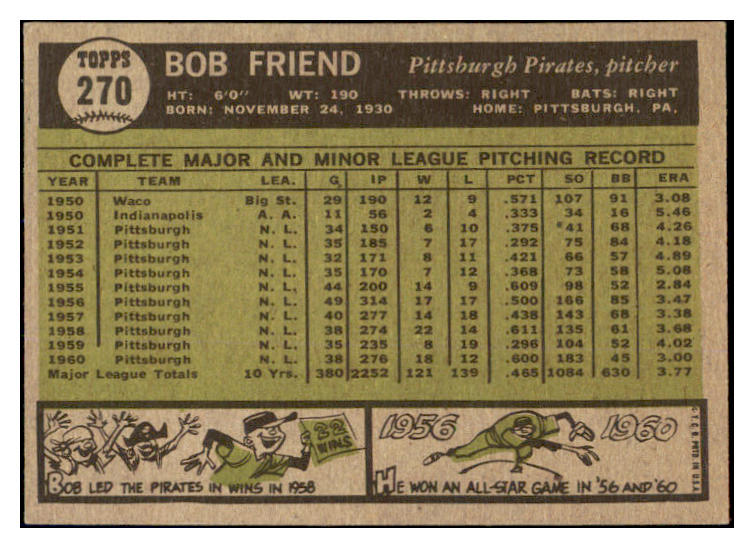 TOPPS
270
BOB FRIEND
Pittsburgh Pirates, pitcher
HT: 6'0" WT: 190 THROWS: RIGHT BATS: RIGHT
BORN: NOVEMBER 24, 1930 HOME: PITTSBURGH, PA.
COMPLETE MAJOR AND MINOR LEAGUE PITCHING RECORD
YEAR TEAM LEA. G IP W L PCT SO BB ERA
1950 Waco Big St. 29 190 12 9 .571 107 91 3.08
1950 Indianapolis A. A. 11 56 2 4 .333 34 16 5.46
1951 Pittsburgh N. L. 34 150 6 10 .375 41 68 4.26
1952 Pittsburgh N. L. 35 185 7 17 .292 75 84 4.18
1953 Pittsburgh N. L. 32 171 8 11 .421 66 57 4.89
1954 Pittsburgh N. L. 35 170 7 12 .368 73 58 5.08
1955 Pittsburgh N. L. 44 200 14 9 .609 98 52 2.84
1956 Pittsburgh N. L. 49 314 17 17 .500 166 85 3.47
1957 Pittsburgh N. L. 40 277 14 18 .438 143 68 3.38
1958 Pittsburgh N. L. 38 274 22 14 .611 135 61 3.68
1959 Pittsburgh N. L. 35 235 8 19 .296 104 52 4.02
1960 Pittsburgh N. L. 38 276 18 12 .600 183 45 3.00
Major League Totals 10 Yrs. 380 2252 121 139 .465 1084 630 3.77
22 WINS
BOB LED THE PIRATES IN WINS IN 1958
1956 1960
HE WON AN ALL-STAR GAME IN '56 AND '60
© T. C. G. PRTD. IN U.S.A.